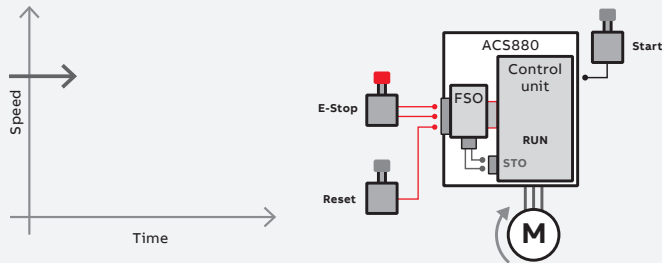 Speed
Time
ACS880
Start
Control
unit
FSO
E-Stop
RUN
STO
Reset
M